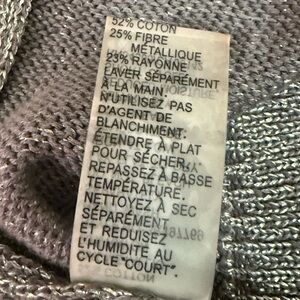 52% COTON
25% FIBRE
MÉTALLIQUE
23% RAYONNE
LAVER SÉPARÉMENT
À LA MAIN.
N'UTILISEZ PAS
D'AGENT DE
BLANCHIMENT.
ÉTENDRE À PLAT
POUR SÉCHER.
REPASSEZ À BASSE
TEMPÉRATURE.
NETTOYEZ À SEC
SÉPARÉMENT
ET REDUISEZ
L'HUMIDITÉ AU
CYCLE "COURT".